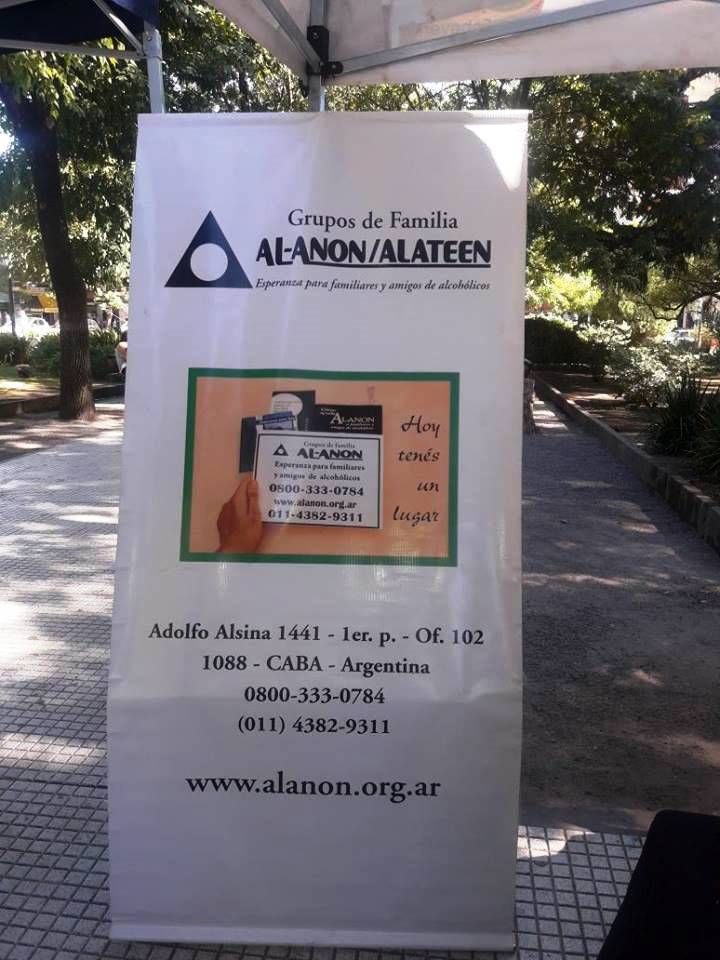 Grupos de Familia
AL-ANON/ALATEEN
Esperanza para familiares y amigos de alcohólicos
ALANON
Grupos de Familia
AL-ANON
Esperanza para familiares
y amigos de alcohólicos
0800-333-0784
www.alanon.org.ar
011-4382-9311
Hoy
tenés
un
lugar
Adolfo Alsina 1441 - 1er. p. - Of. 102
1088 - CABA - Argentina
0800-333-0784
(011) 4382-9311
www.alanon.org.ar